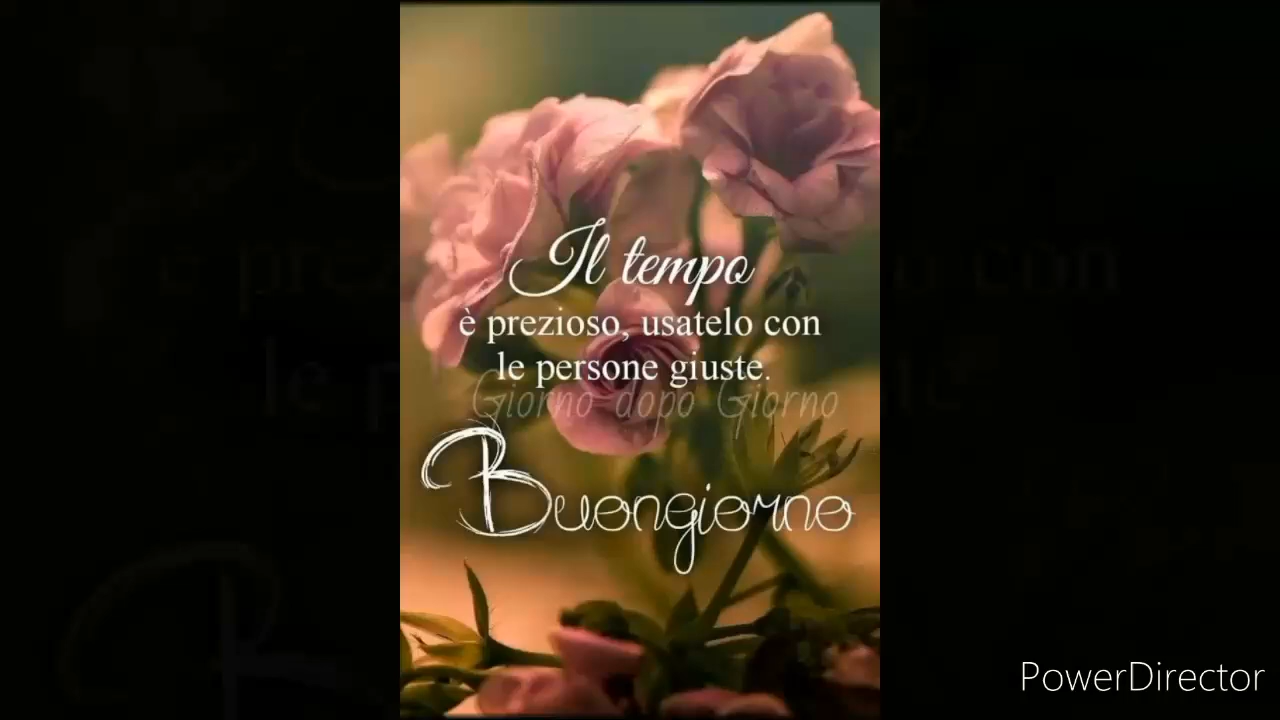 Il tempo
è prezioso, usatelo con
le persone giuste.
Giorno dopo Giorno
Buongiorno
PowerDirector